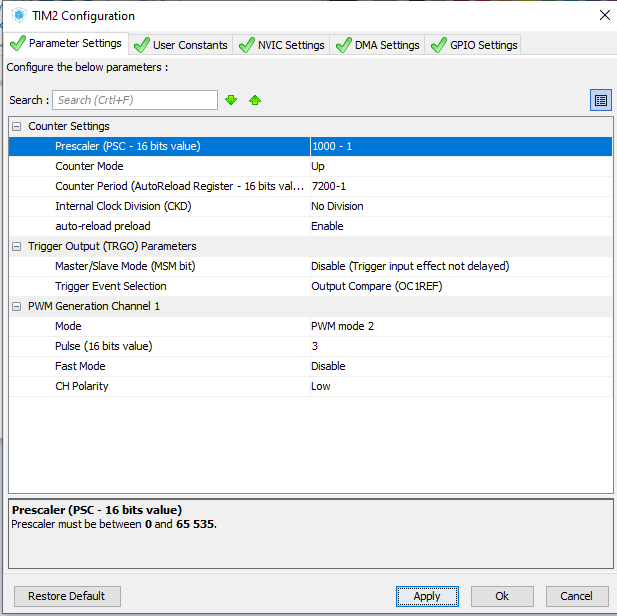 TIM2 Configuration
Parameter Settings User Constants NVIC Settings DMA Settings GPIO Settings
Configure the below parameters :
Search : Search (Crtl+F)
Counter Settings
Prescaler (PSC - 16 bits value) 1000 - 1
Counter Mode Up
Counter Period (AutoReload Register - 16 bits val... 7200-1
Internal Clock Division (CKD) No Division
auto-reload preload Enable
Trigger Output (TRGO) Parameters
Master/Slave Mode (MSM bit) Disable (Trigger input effect not delayed)
Trigger Event Selection Output Compare (OC1REF)
PWM Generation Channel 1
Mode PWM mode 2
Pulse (16 bits value) 3
Fast Mode Disable
CH Polarity Low
Prescaler (PSC - 16 bits value)
Prescaler must be between 0 and 65 535.
Restore Default Apply Ok Cancel